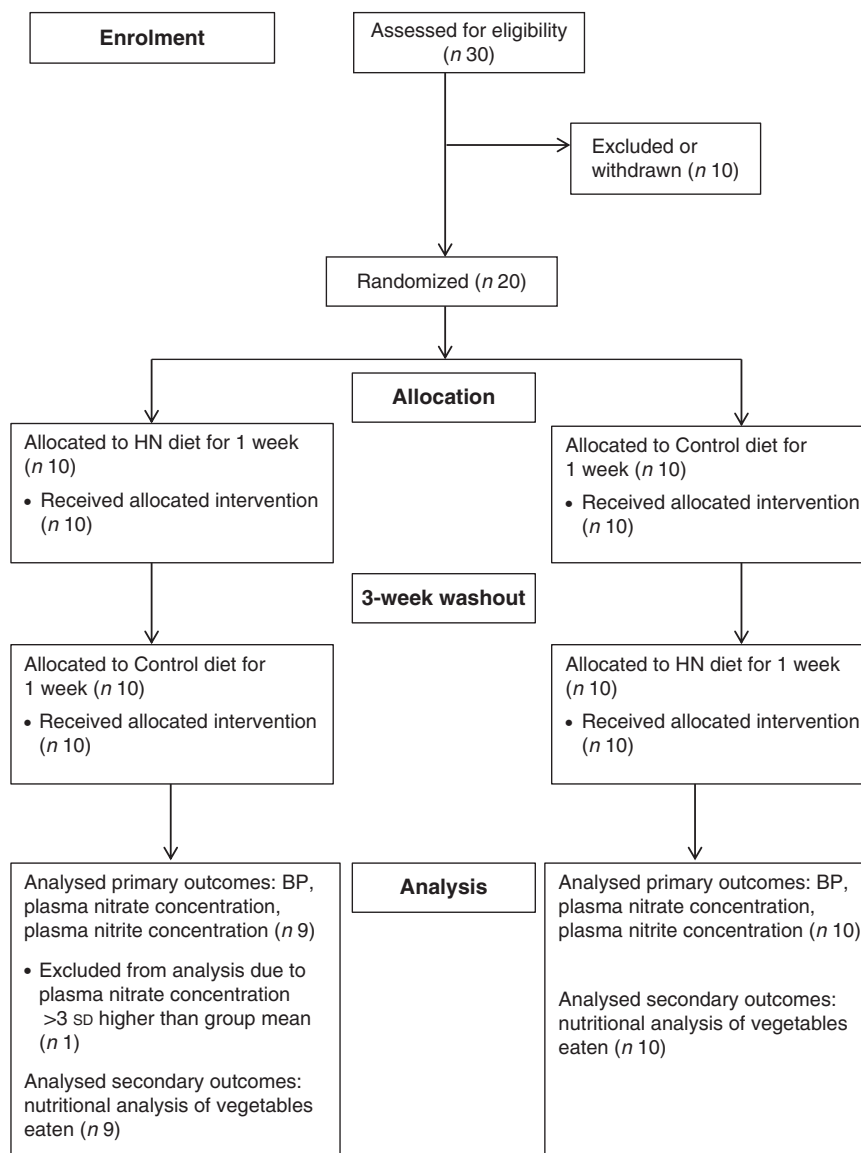 Enrolment
Assessed for eligibility
(n 30)
Excluded or
withdrawn (n 10)
Randomized (n 20)
Allocation
Allocated to HN diet for 1 week
(n 10)
• Received allocated intervention
(n 10)
Allocated to Control diet for
1 week (n 10)
• Received allocated intervention
(n 10)
3-week washout
Allocated to Control diet for
1 week (n 10)
• Received allocated intervention
(n 10)
Allocated to HN diet for 1 week
(n 10)
• Received allocated intervention
(n 10)
Analysis
Analysed primary outcomes: BP,
plasma nitrate concentration,
plasma nitrite concentration (n 9)
• Excluded from analysis due to
plasma nitrate concentration
>3 SD higher than group mean
(n 1)
Analysed secondary outcomes:
nutritional analysis of vegetables
eaten (n 9)
Analysed primary outcomes: BP,
plasma nitrate concentration,
plasma nitrite concentration (n 10)
Analysed secondary outcomes:
nutritional analysis of vegetables
eaten (n 10)